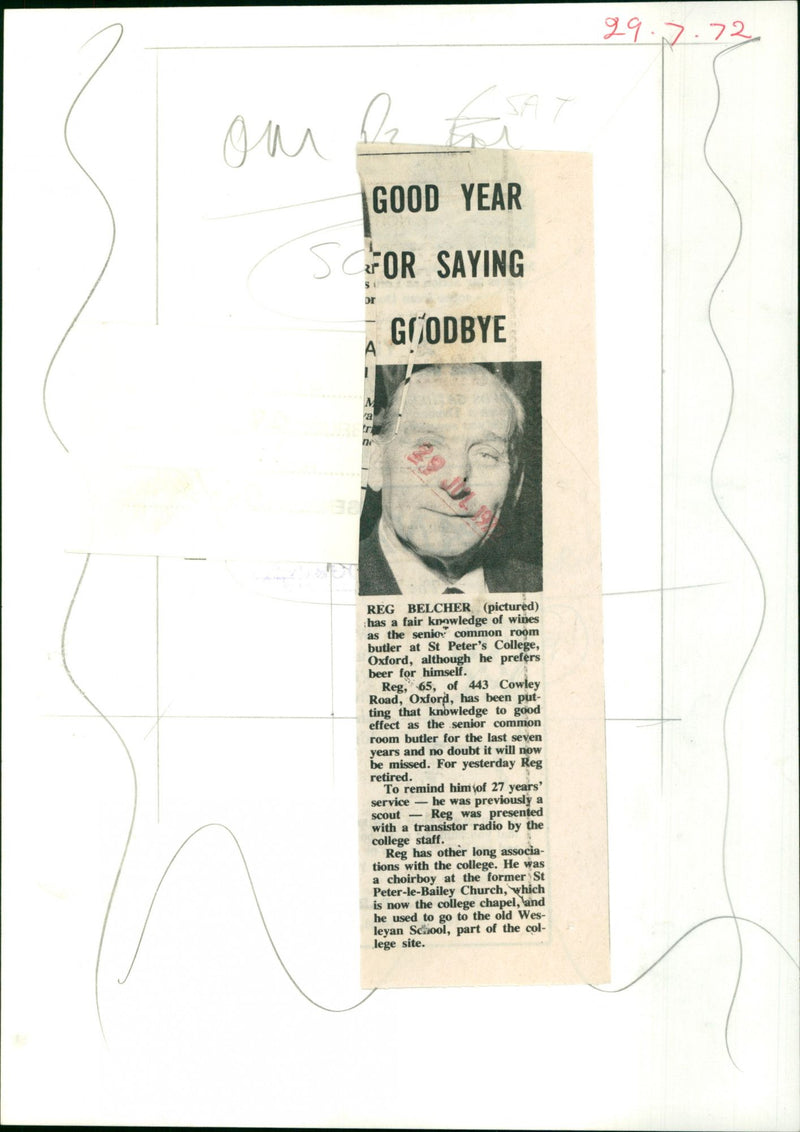 29.7.72
SAT
GOOD YEAR
FOR SAYING
GOODBYE
29 JUL 197
REG BELCHER (pictured)
has a fair knowledge of wines
as the senior common room
butler at St Peter's College,
Oxford, although he prefers
beer for himself.
Reg, 65, of 443 Cowley
Road, Oxford, has been put-
ting that knowledge to good
effect as the senior common
room butler for the last seven
years and no doubt it will now
be missed. For yesterday Reg
retired.
To remind him of 27 years'
service — he was previously a
scout — Reg was presented
with a transistor radio by the
college staff.
Reg has other long associa-
tions with the college. He was
a choirboy at the former St
Peter-le-Bailey Church, which
is now the college chapel, and
he used to go to the old Wes-
leyan School, part of the col-
lege site.